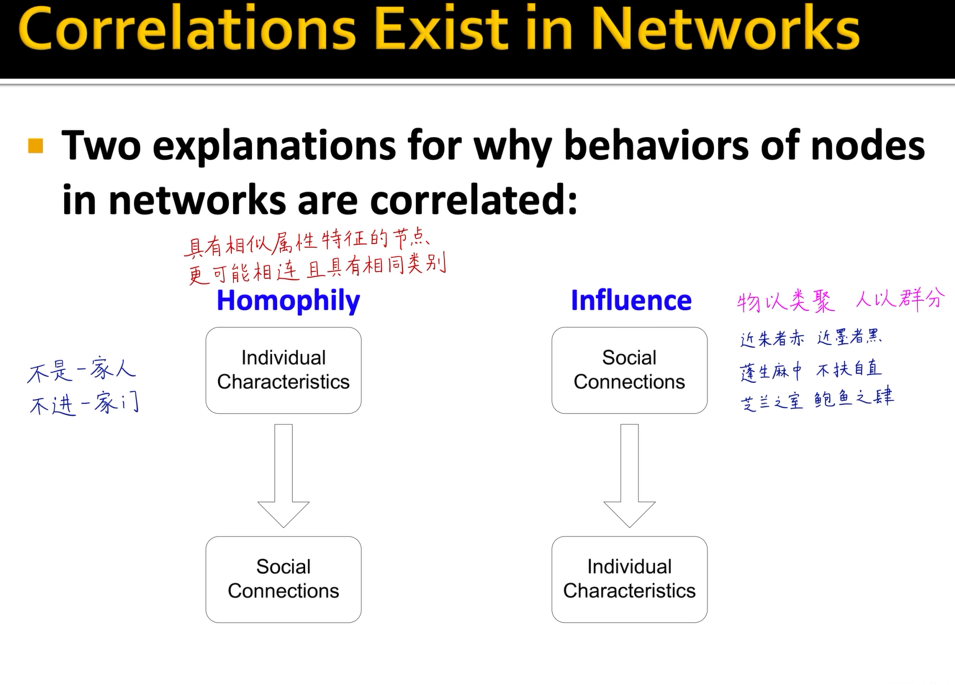 Correlations Exist in Networks
Two explanations for why behaviors of nodes
in networks are correlated:
具有相似属性特征的节点、
更可能相连 且具有相同类别
Homophily
Individual
Characteristics
Social
Connections
不是一家人
不进一家门
Influence
Social
Connections
Individual
Characteristics
物以类聚 人以群分
近朱者赤 近墨者黑
蓬生麻中 不扶自直
芝兰之室 鲍鱼之肆